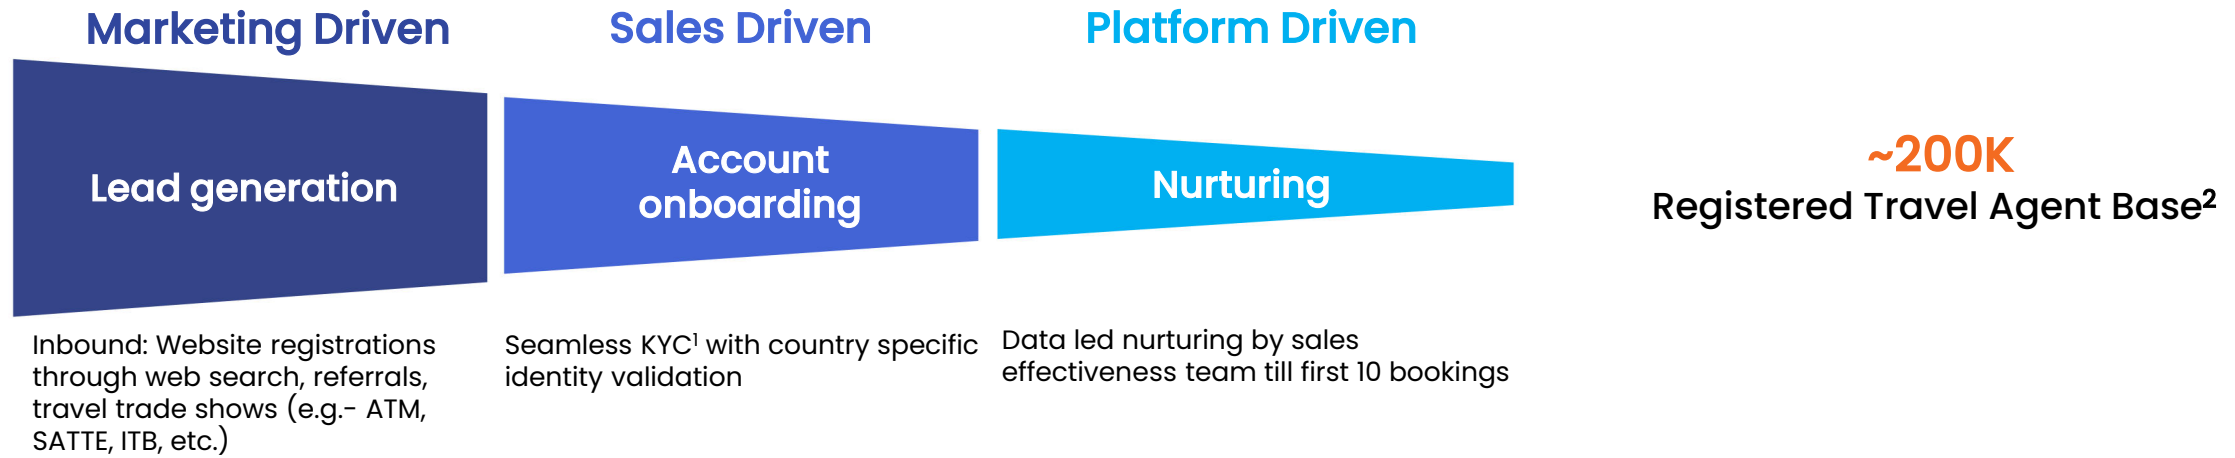 Marketing Driven
Sales Driven
Platform Driven
Lead generation
Account
onboarding
Nurturing
~200K
Registered Travel Agent Base²
Inbound: Website registrations
through web search, referrals,
travel trade shows (e.g.- ATM,
SATTE, ITB, etc.)
Seamless KYC¹ with country specific
identity validation
Data led nurturing by sales
effectiveness team till first 10 bookings